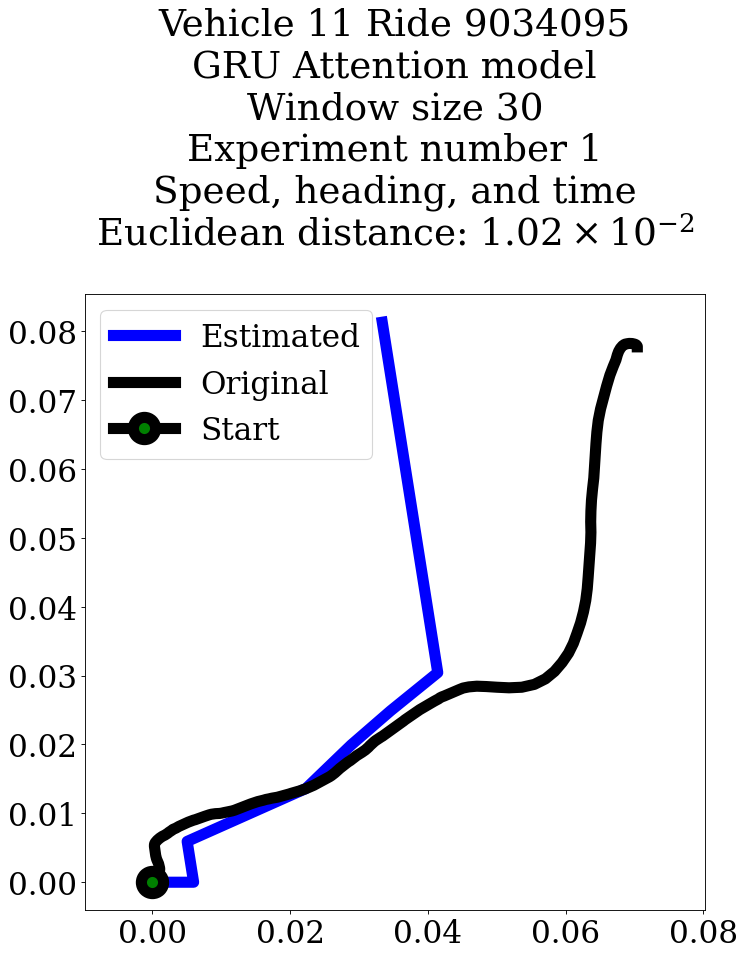 Vehicle 11 Ride 9034095
GRU Attention model
Window size 30
Experiment number 1
Speed, heading, and time
Euclidean distance: 1.02 × 10⁻²
Estimated
Original
Start
0.08
0.07
0.06
0.05
0.04
0.03
0.02
0.01
0.00
0.00 0.02 0.04 0.06 0.08